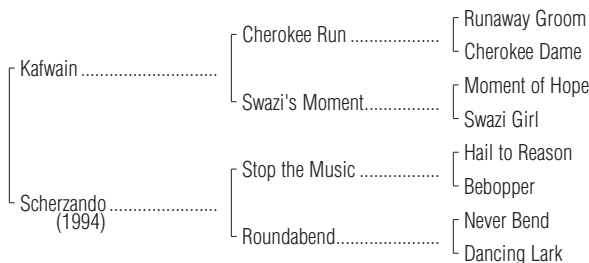 Runaway Groom
Cherokee Run ...................
Cherokee Dame
Kafwain .............................
Moment of Hope
Swazi's Moment................
Swazi Girl
Hail to Reason
Stop the Music .................
Bebopper
Scherzando .......................
(1994)
Never Bend
Roundabend......................
Dancing Lark